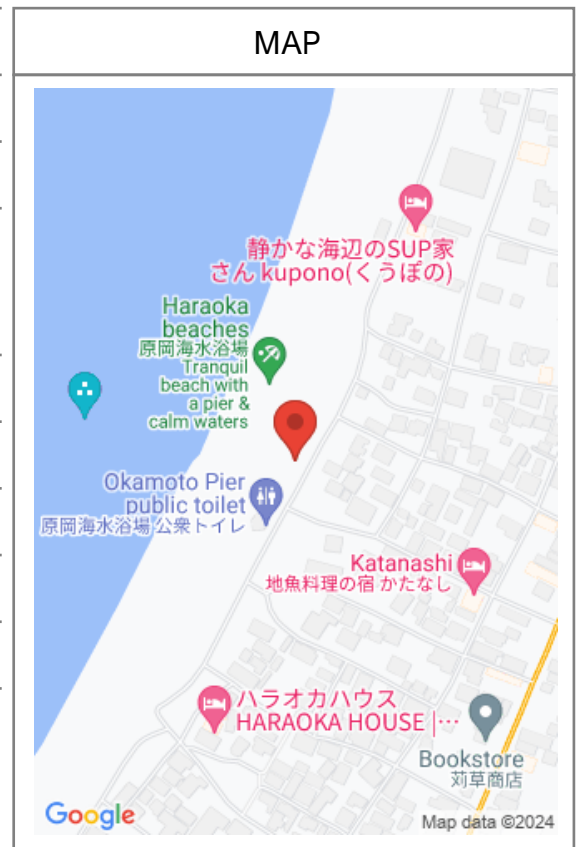 MAP
静かな海辺のSUP家
さん kupono(くうぽの)
Haraoka
beaches
原岡海水浴場
Tranquil
beach with
a pier &
calm waters
Okamoto Pier
public toilet
原岡海水浴場 公衆トイレ
Katanashi
地魚料理の宿 かたなし
ハラオカハウス
HARAOKA HOUSE |…
Bookstore
苅草商店
Google
Map data ©2024